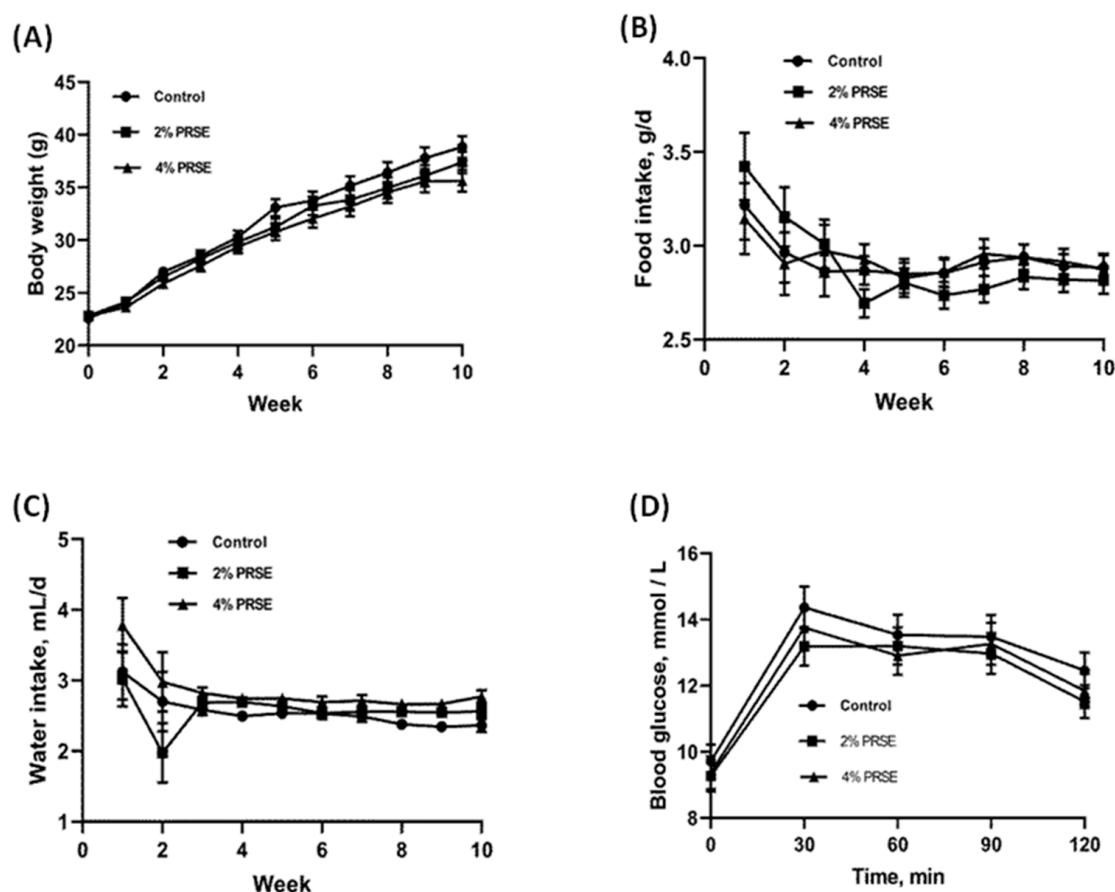 (A)
45
40
35
30
25
20
Body weight (g)
Control
2% PRSE
4% PRSE
0 2 4 6 8 10
Week
(B)
4.0
3.5
3.0
2.5
Food intake, g/d
Control
2% PRSE
4% PRSE
0 2 4 6 8 10
Week
(C)
5
4
3
2
1
Water intake, mL/d
Control
2% PRSE
4% PRSE
0 2 4 6 8 10
Week
(D)
16
14
12
10
8
Blood glucose, mmol / L
Control
2% PRSE
4% PRSE
0 30 60 90 120
Time, min